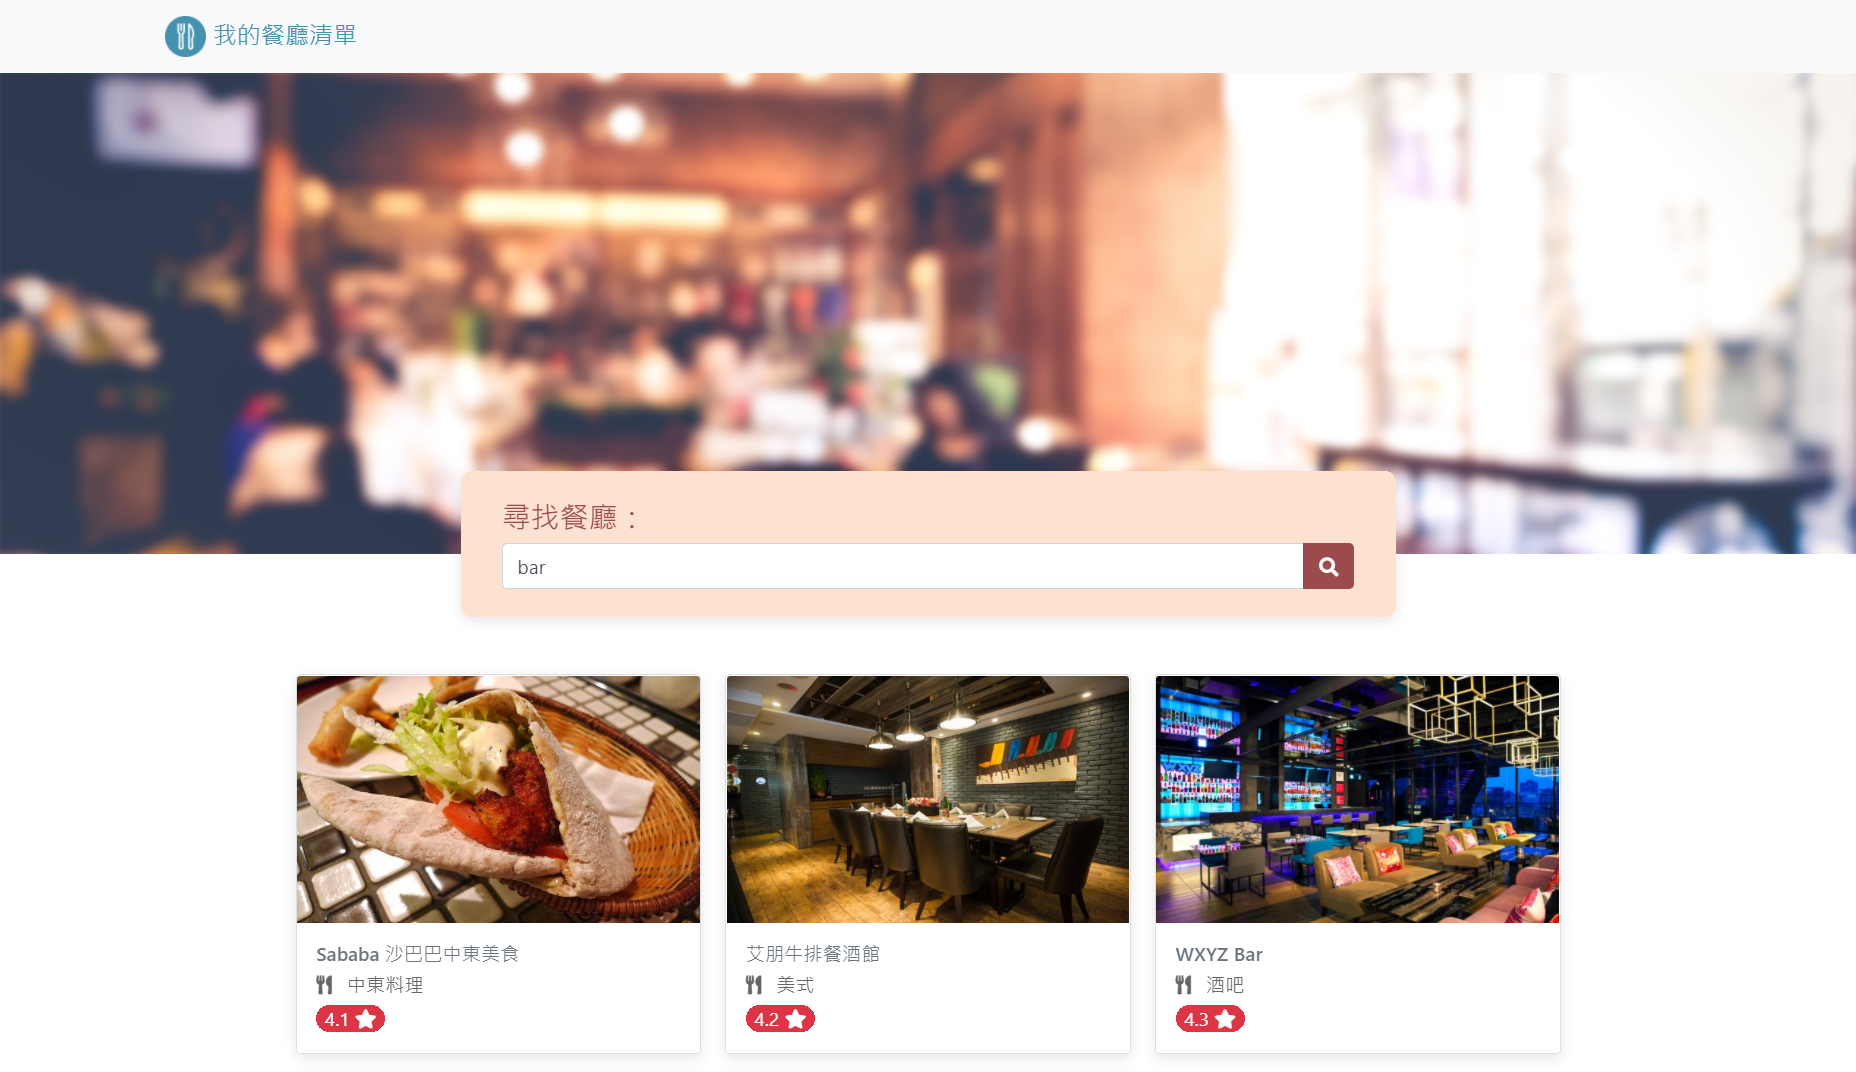 我的餐廳清單
尋找餐廳：
bar
WXYZ
Sababa 沙巴巴中東美食
中東料理
4.1
艾朋牛排餐酒館
美式
4.2
WXYZ Bar
酒吧
4.3